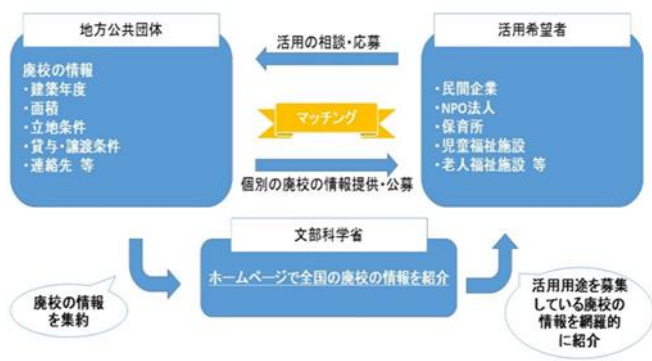 地方公共団体
廃校の情報
・建築年度
・面積
・立地条件
・貸与・譲渡条件
・連絡先 等
活用の相談・応募
マッチング
個別の廃校の情報提供・公募
活用希望者
・民間企業
・NPO法人
・保育所
・児童福祉施設
・老人福祉施設 等
文部科学省
ホームページで全国の廃校の情報を紹介
廃校の情報
を集約
活用用途を募集
している廃校の
情報を網羅的
に紹介